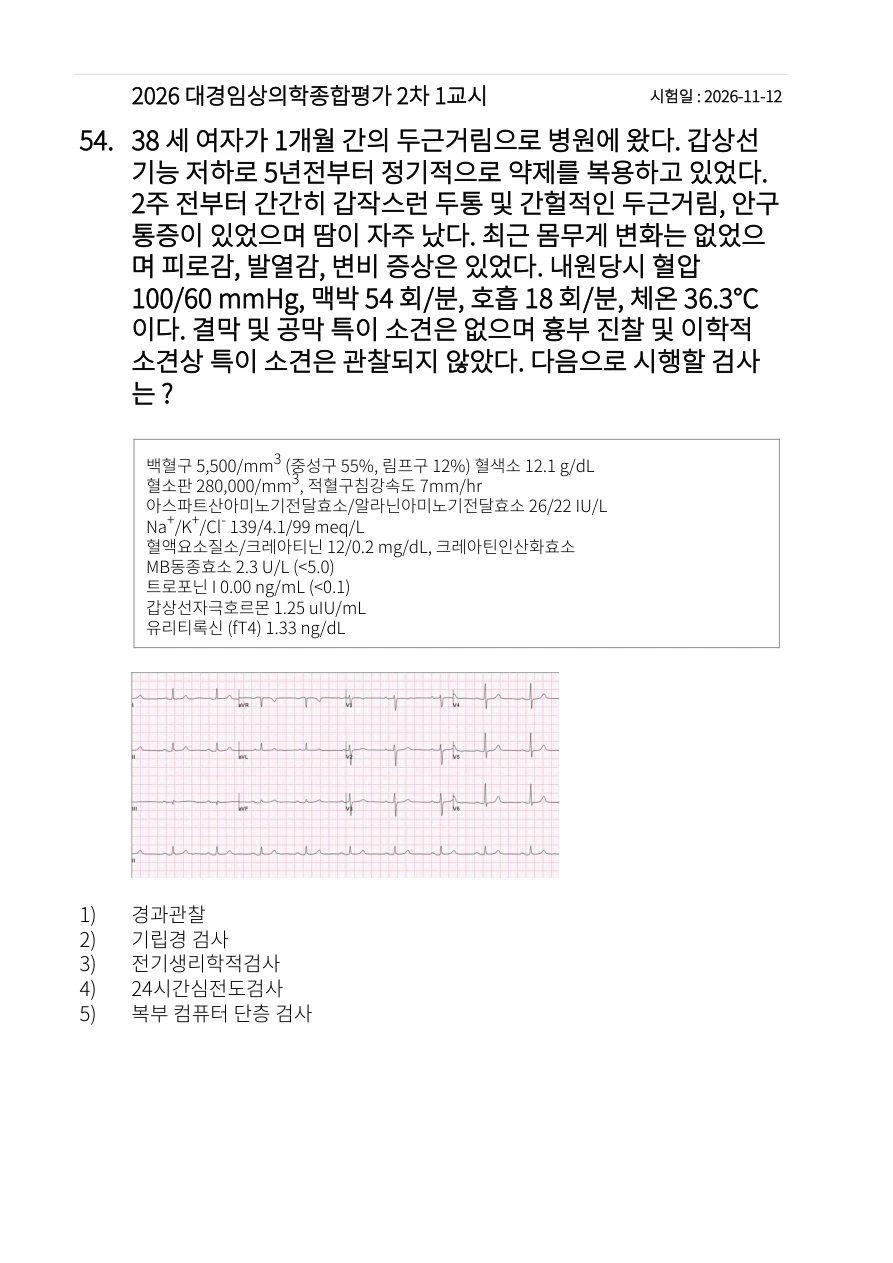 2026 대경임상의학종합평가 2차 1교시 시험일 : 2026-11-12
54. 38 세 여자가 1개월 간의 두근거림으로 병원에 왔다. 갑상선
기능 저하로 5년전부터 정기적으로 약제를 복용하고 있었다.
2주 전부터 간간히 갑작스런 두통 및 간헐적인 두근거림, 안구
통증이 있었으며 땀이 자주 났다. 최근 몸무게 변화는 없었으
며 피로감, 발열감, 변비 증상은 있었다. 내원당시 혈압
100/60 mmHg, 맥박 54 회/분, 호흡 18 회/분, 체온 36.3℃
이다. 결막 및 공막 특이 소견은 없으며 흉부 진찰 및 이학적
소견상 특이 소견은 관찰되지 않았다. 다음으로 시행할 검사
는 ?
백혈구 5,500/mm³ (중성구 55%, 림프구 12%) 혈색소 12.1 g/dL
혈소판 280,000/mm³, 적혈구침강속도 7mm/hr
아스파트산아미노기전달효소/알라닌아미노기전달효소 26/22 IU/L
Na⁺/K⁺/Cl⁻ 139/4.1/99 meq/L
혈액요소질소/크레아티닌 12/0.2 mg/dL, 크레아틴인산화효소
MB동종효소 2.3 U/L (<5.0)
트로포닌 I 0.00 ng/mL (<0.1)
갑상선자극호르몬 1.25 uIU/mL
유리티록신 (fT4) 1.33 ng/dL
I aVR V1 V4
II aVL V2 V5
III aVF V3 V6
II
1) 경과관찰
2) 기립경 검사
3) 전기생리학적검사
4) 24시간심전도검사
5) 복부 컴퓨터 단층 검사